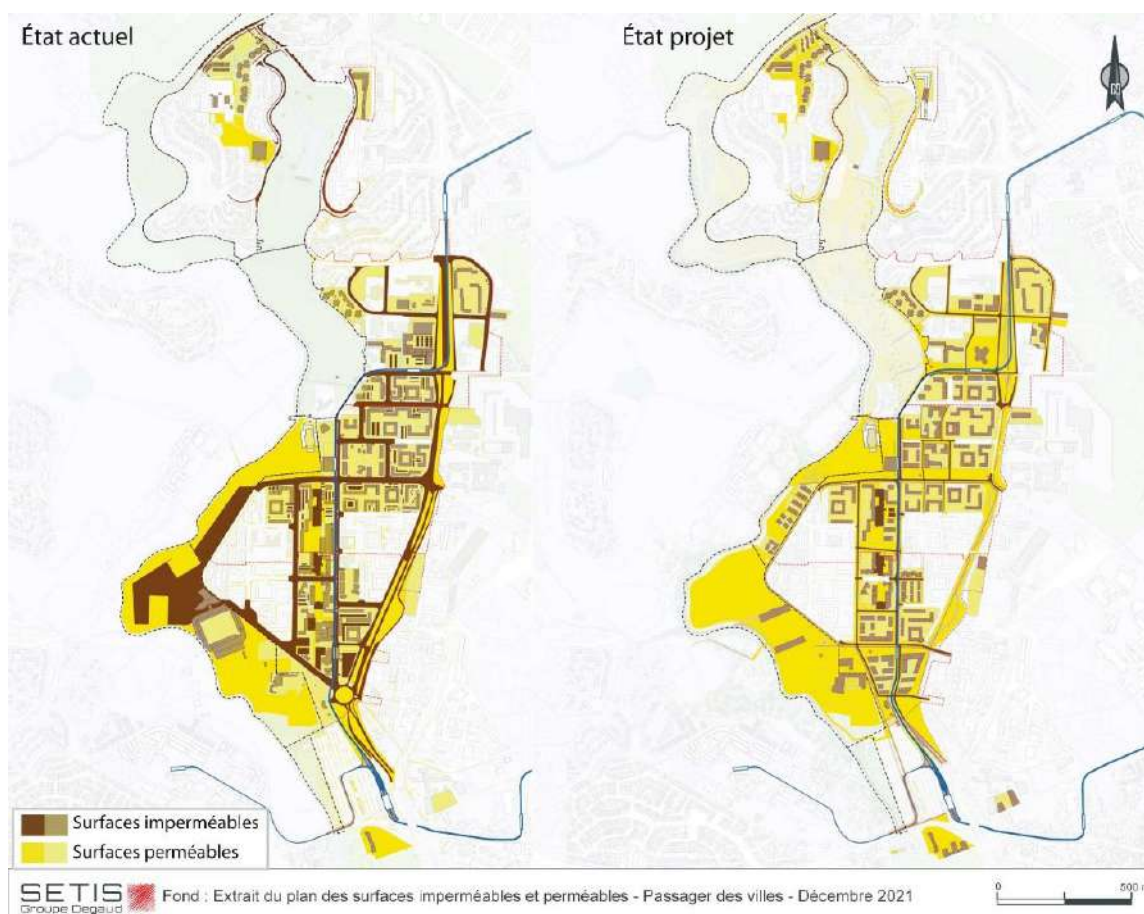 État actuel
État projet
N
Surfaces imperméables
Surfaces perméables
SETIS
Groupe Degaud
Fond : Extrait du plan des surfaces imperméables et perméables - Passager des villes - Décembre 2021
0
500 m